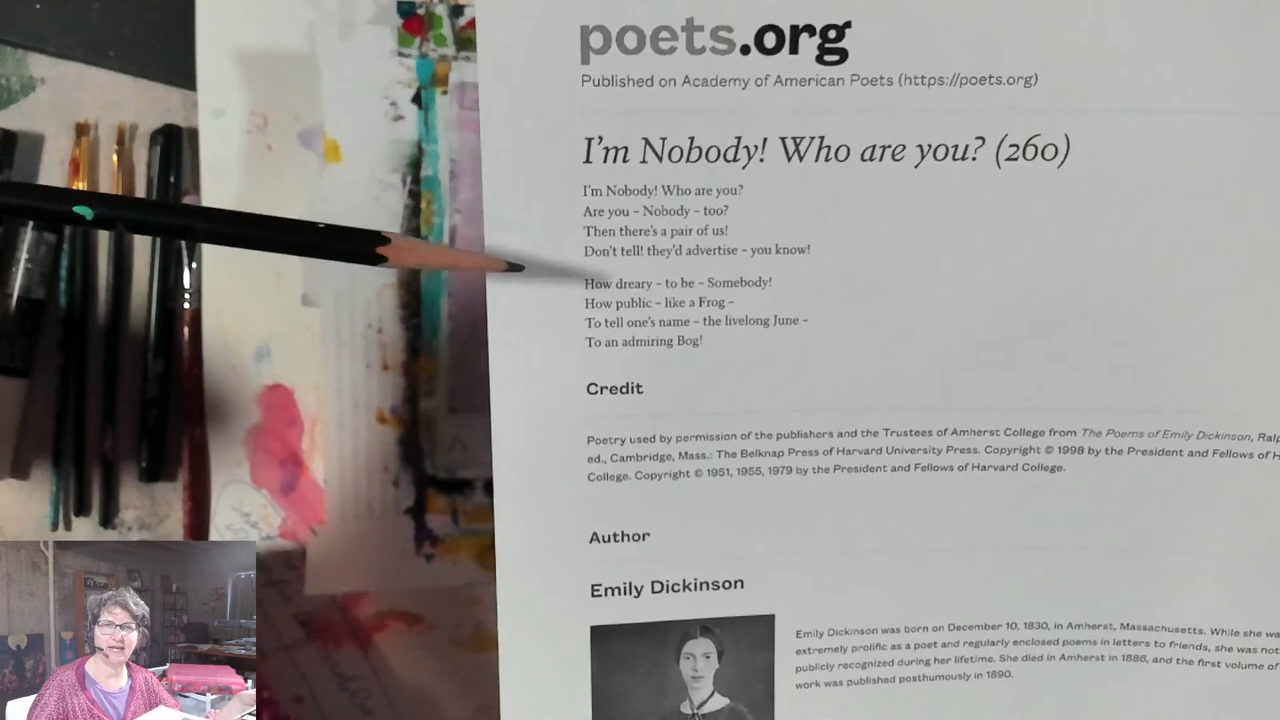 poets.org
Published on Academy of American Poets (https://poets.org)
I'm Nobody! Who are you? (260)
I'm Nobody! Who are you?
Are you – Nobody – too?
Then there's a pair of us!
Don't tell! they'd advertise – you know!
How dreary – to be – Somebody!
How public – like a Frog –
To tell one's name – the livelong June –
To an admiring Bog!
Credit
Poetry used by permission of the publishers and the Trustees of Amherst College from The Poems of Emily Dickinson,
ed., Cambridge, Mass.: The Belknap Press of Harvard University Press. Copyright © 1998 by the President and Fellows of
College. Copyright © 1951, 1955, 1979 by the President and Fellows of Harvard College.
Author
Emily Dickinson
Emily Dickinson was born on December 10, 1830, in Amherst, Massachusetts. While she
extremely prolific as a poet and regularly enclosed poems in letters to friends, she was not
publicly recognized during her lifetime. She died in Amherst in 1886, and the first volume of
work was published posthumously in 1890.